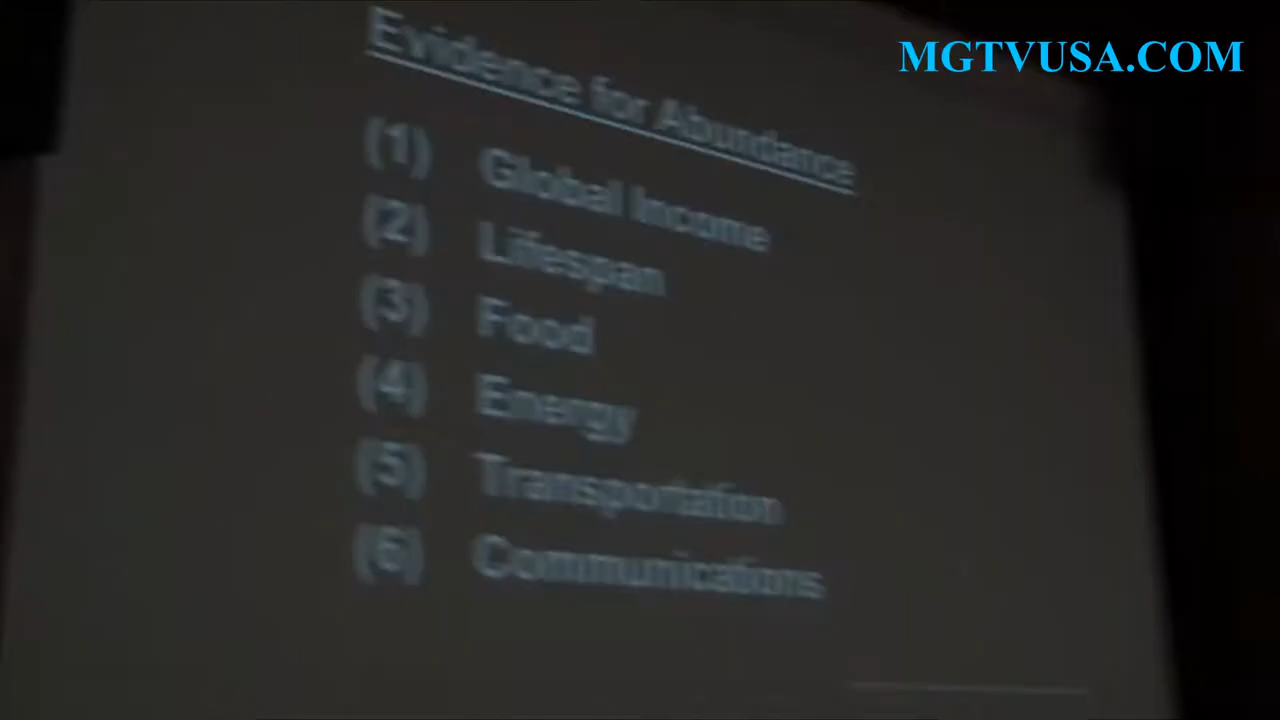 MGTVUSA.COM
Evidence for Abundance
(1) Global Income
(2) Lifespan
(3) Food
(4) Energy
(5) Transportation
(6) Communications